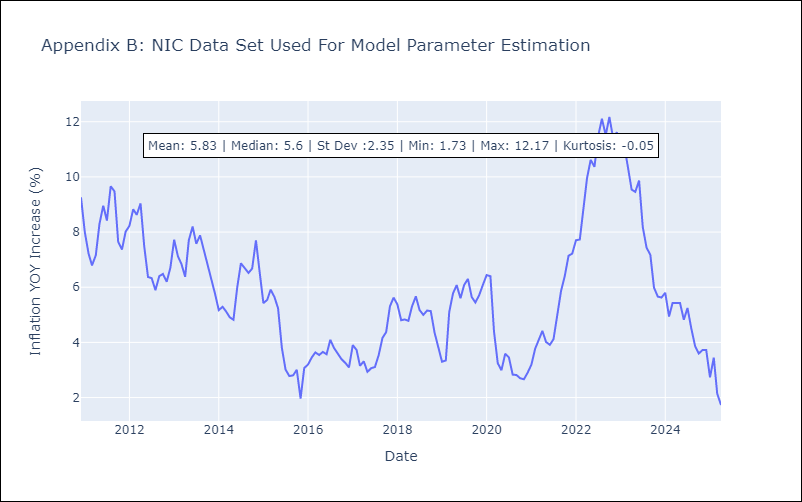 Appendix B: NIC Data Set Used For Model Parameter Estimation
12
Mean: 5.83 | Median: 5.6 | St Dev :2.35 | Min: 1.73 | Max: 12.17 | Kurtosis: -0.05
10
8
6
4
2
Inflation YOY Increase (%)
2012 2014 2016 2018 2020 2022 2024
Date